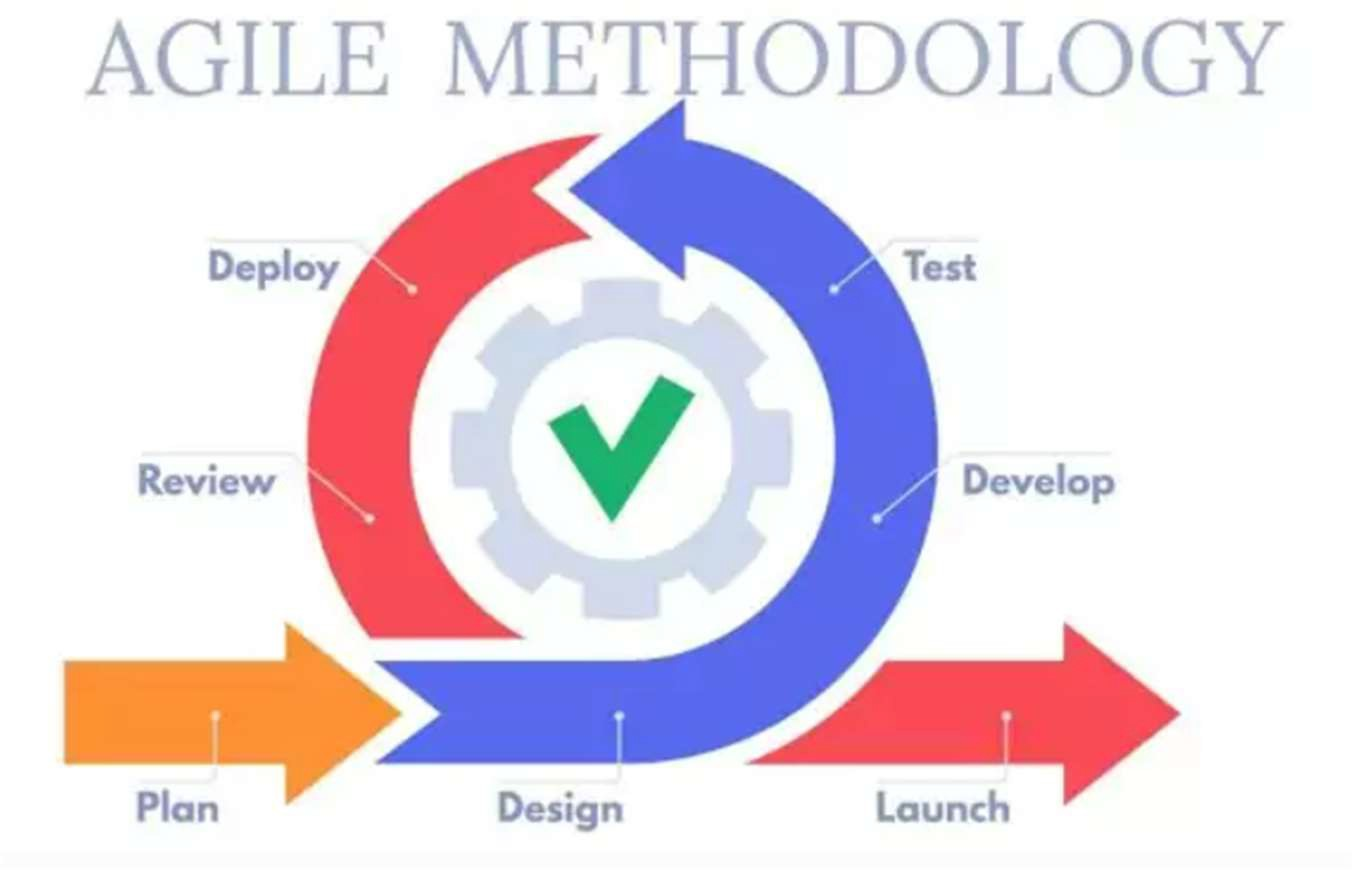 AGILE METHODOLOGY
Deploy
Test
Review
Develop
Plan
Design
Launch